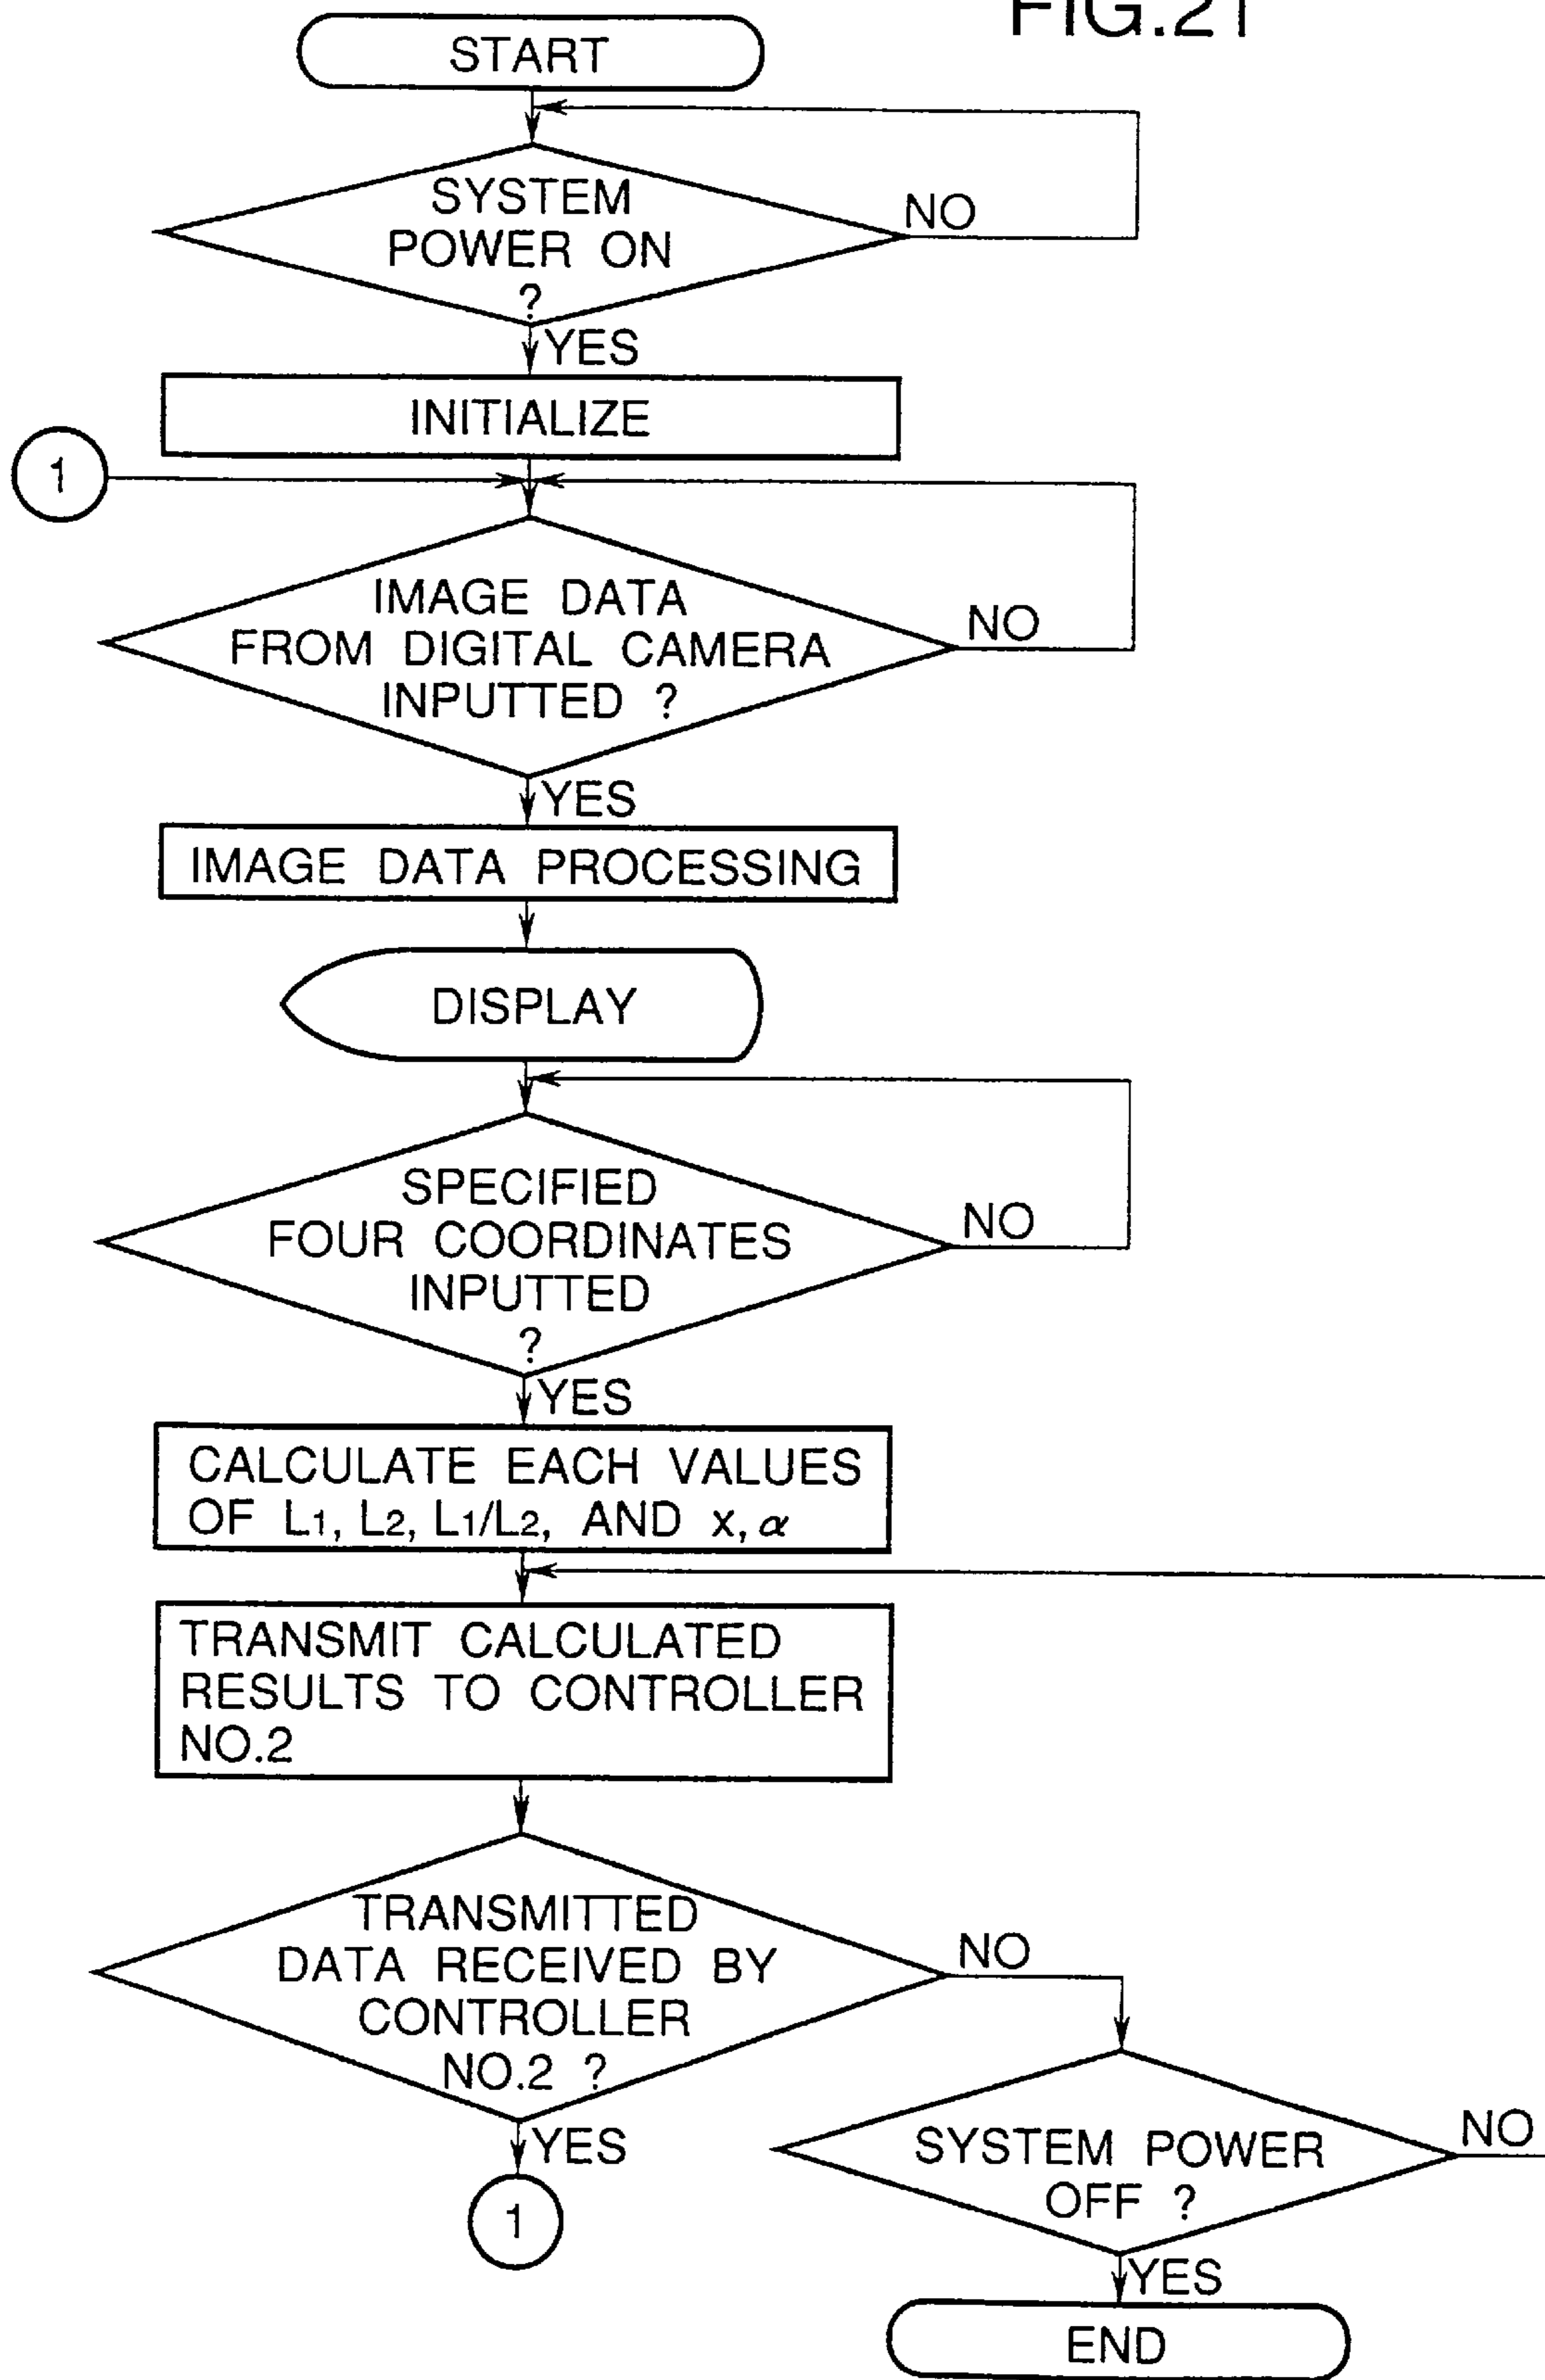 FIG.21
START
SYSTEM
POWER ON
?
NO
YES
INITIALIZE
1
IMAGE DATA
FROM DIGITAL CAMERA
INPUTTED ?
NO
YES
IMAGE DATA PROCESSING
DISPLAY
SPECIFIED
FOUR COORDINATES
INPUTTED
?
NO
YES
CALCULATE EACH VALUES
OF L1, L2, L1/L2, AND x, α
TRANSMIT CALCULATED
RESULTS TO CONTROLLER
NO.2
TRANSMITTED
DATA RECEIVED BY
CONTROLLER
NO.2 ?
NO
YES
1
SYSTEM POWER
OFF ?
NO
YES
END